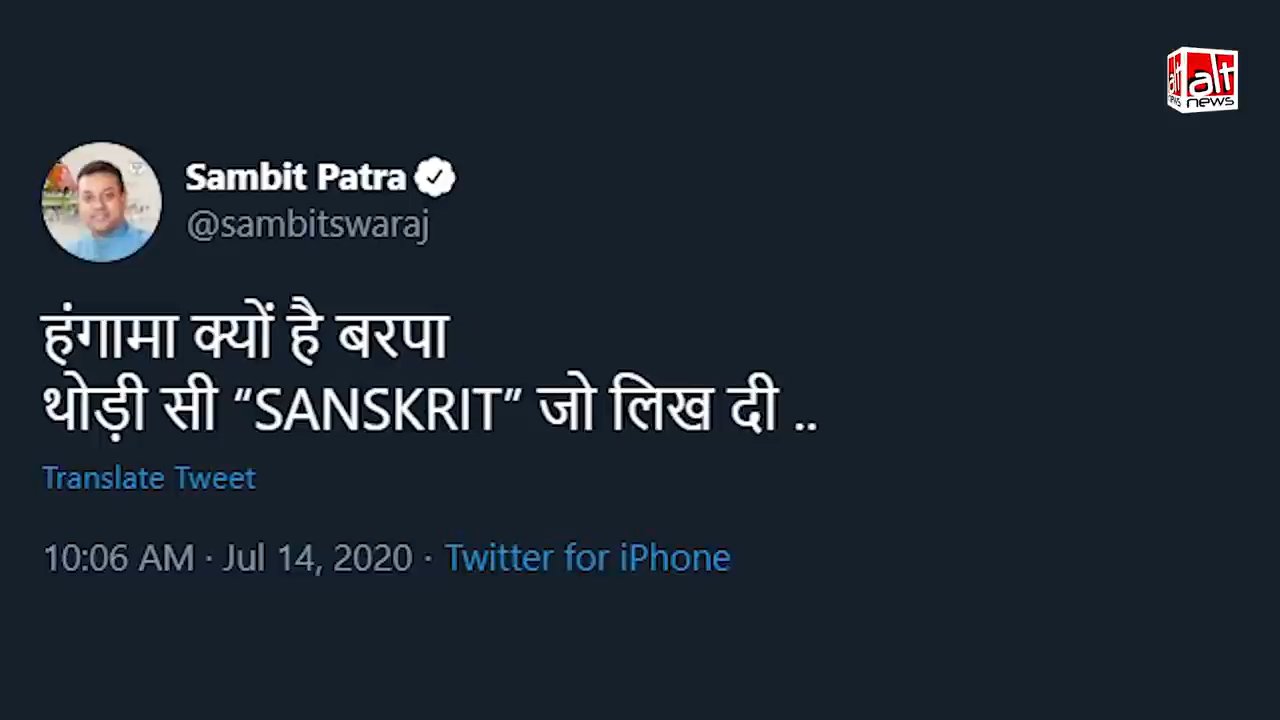 alt
news
Sambit Patra
@sambitswaraj
हंगामा क्यों है बरपा
थोड़ी सी “SANSKRIT” जो लिख दी ..
Translate Tweet
10:06 AM · Jul 14, 2020 · Twitter for iPhone